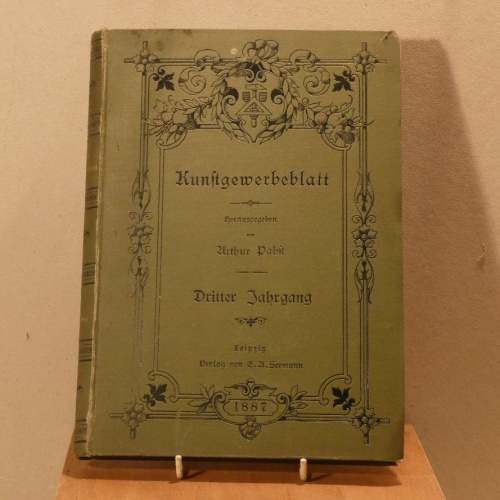 Kunstgewerbeblatt
Herausgegeben
von
Arthur Pabst
Dritter Jahrgang
Leipzig
Verlag von E. A. Seemann
1887